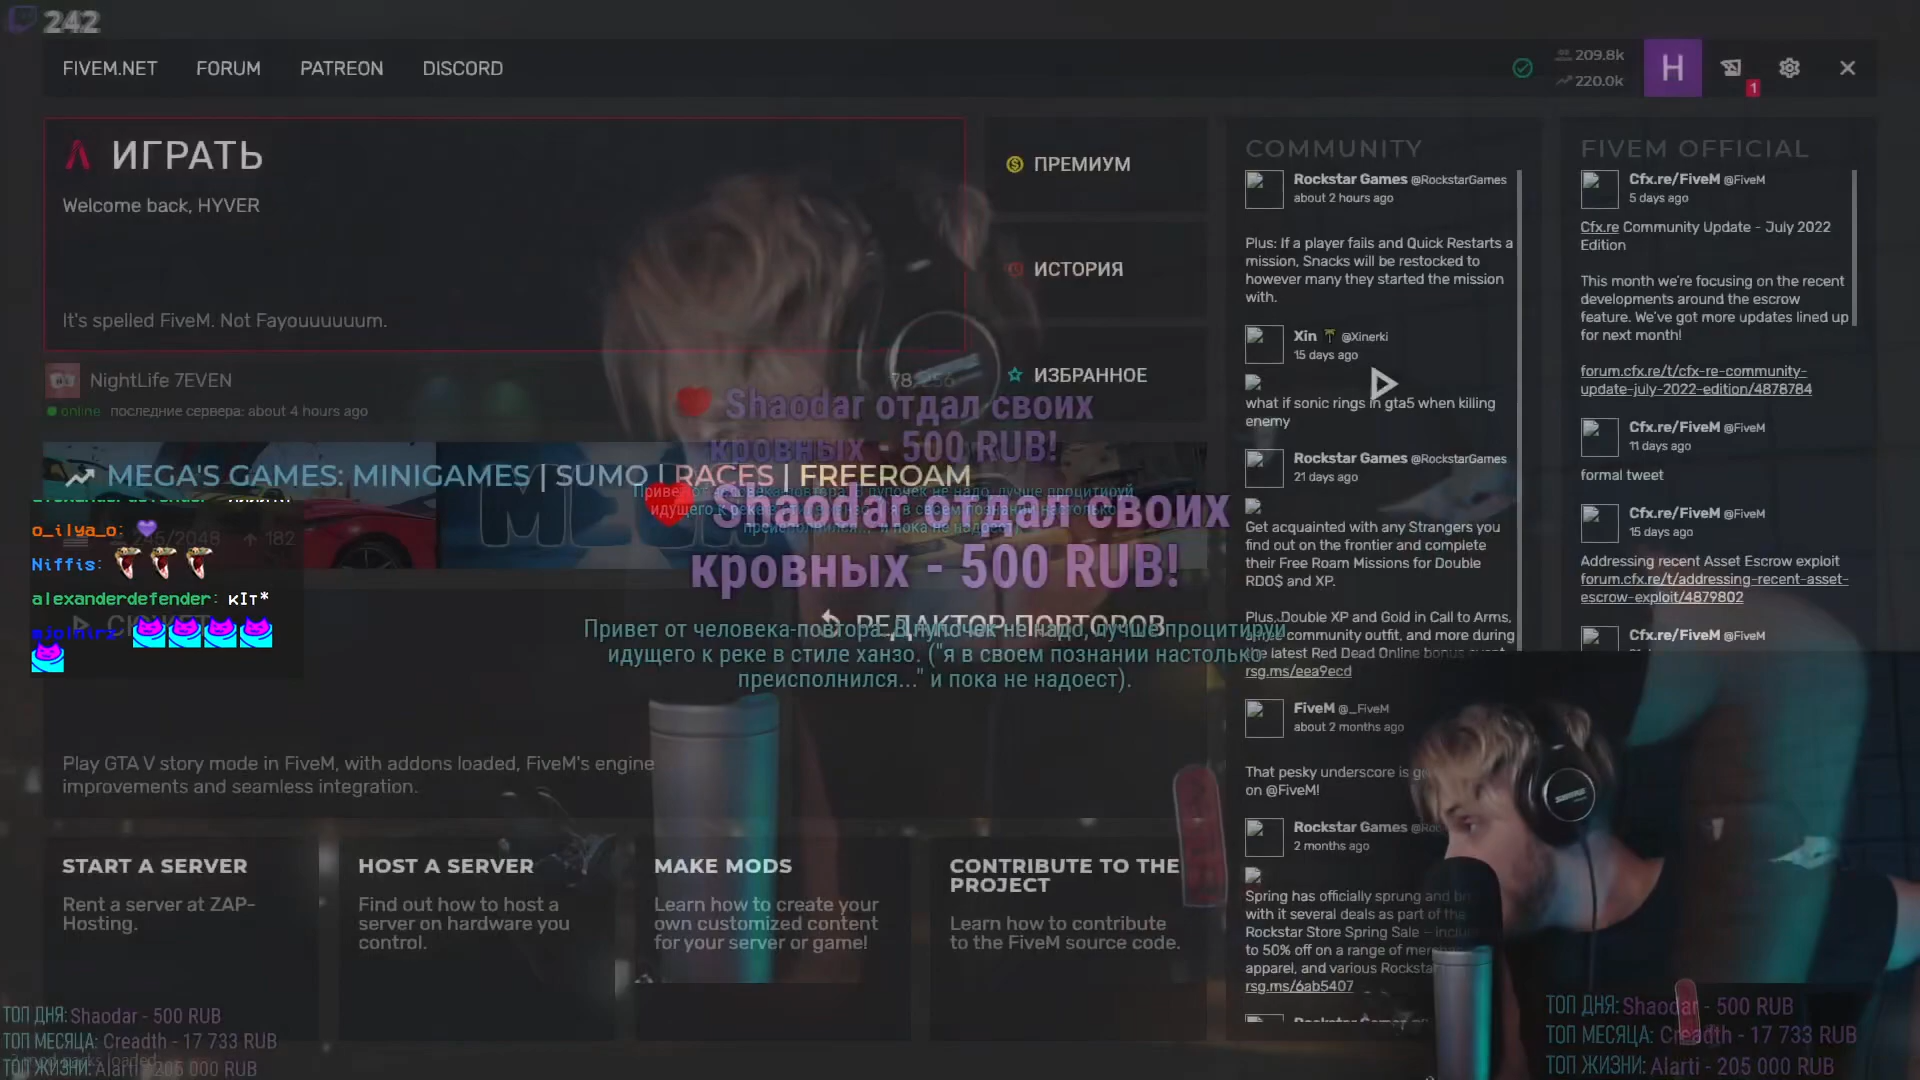 242
FIVEM.NET FORUM PATREON DISCORD
209.8k
220.0k
H
1
ИГРАТЬ
Welcome back, HYVER
It's spelled FiveM. Not Fayouuuuuum.
NightLife 7EVEN
online последние сервера: about 4 hours ago
ПРЕМИУМ
ИСТОРИЯ
ИЗБРАННОЕ
Shaodar отдал своих
кровных - 500 RUB!
MEGA'S GAMES: MINIGAMES | SUMO | RACES | FREEROAM
182
o_ilya_o:
Niffis:
alexanderdefender: кІт*
Shaodar отдал своих
кровных - 500 RUB!
РЕДАКТОР ПОВТОРОВ
Привет от человека-повтора. В пупочек не надо, лучше процитируй
идущего к реке в стиле ханзо. ("я в своем познании настолько
преисполнился..." и пока не надоест).
Play GTA V story mode in FiveM, with addons loaded, FiveM's engine
improvements and seamless integration.
START A SERVER
Rent a server at ZAP-
Hosting.
HOST A SERVER
Find out how to host a
server on hardware you
control.
MAKE MODS
Learn how to create your
own customized content
for your server or game!
CONTRIBUTE TO THE
PROJECT
Learn how to contribute
to the FiveM source code.
COMMUNITY
Rockstar Games @RockstarGames
about 2 hours ago
Plus: If a player fails and Quick Restarts a
mission, Snacks will be restocked to
however many they started the mission
with.
Xin @Xinerki
15 days ago
what if sonic rings in gta5 when killing
enemy
Rockstar Games @RockstarGames
21 days ago
Get acquainted with any Strangers you
find out on the frontier and complete
their Free Roam Missions for Double
RDO$ and XP.
Plus, Double XP and Gold in Call to Arms,
community outfit, and more during
the latest Red Dead Online bonus event
rsg.ms/eea9ecd
FiveM @_FiveM
about 2 months ago
That pesky underscore is
on @FiveM!
Rockstar Games
2 months ago
Spring has officially sprung and
with it several deals as part of the
Rockstar Store Spring Sale –
to 50% off on a range of
apparel, and various
rsg.ms/6ab5407
FIVEM OFFICIAL
Cfx.re/FiveM @FiveM
5 days ago
Cfx.re Community Update - July 2022
Edition
This month we're focusing on the recent
developments around the escrow
feature. We've got more updates lined up
for next month!
forum.cfx.re/t/cfx-re-community-
update-july-2022-edition/4878784
Cfx.re/FiveM @FiveM
11 days ago
formal tweet
Cfx.re/FiveM @FiveM
15 days ago
Addressing recent Asset Escrow exploit
forum.cfx.re/t/addressing-recent-asset-
escrow-exploit/4879802
Cfx.re/FiveM @FiveM
ТОП ДНЯ: Shaodar - 500 RUB
ТОП МЕСЯЦА: Creadth - 17 733 RUB
ТОП ЖИЗНИ: Alarti - 205 000 RUB
ТОП ДНЯ: Shaodar - 500 RUB
ТОП МЕСЯЦА: Creadth - 17 733 RUB
ТОП ЖИЗНИ: Alarti - 205 000 RUB